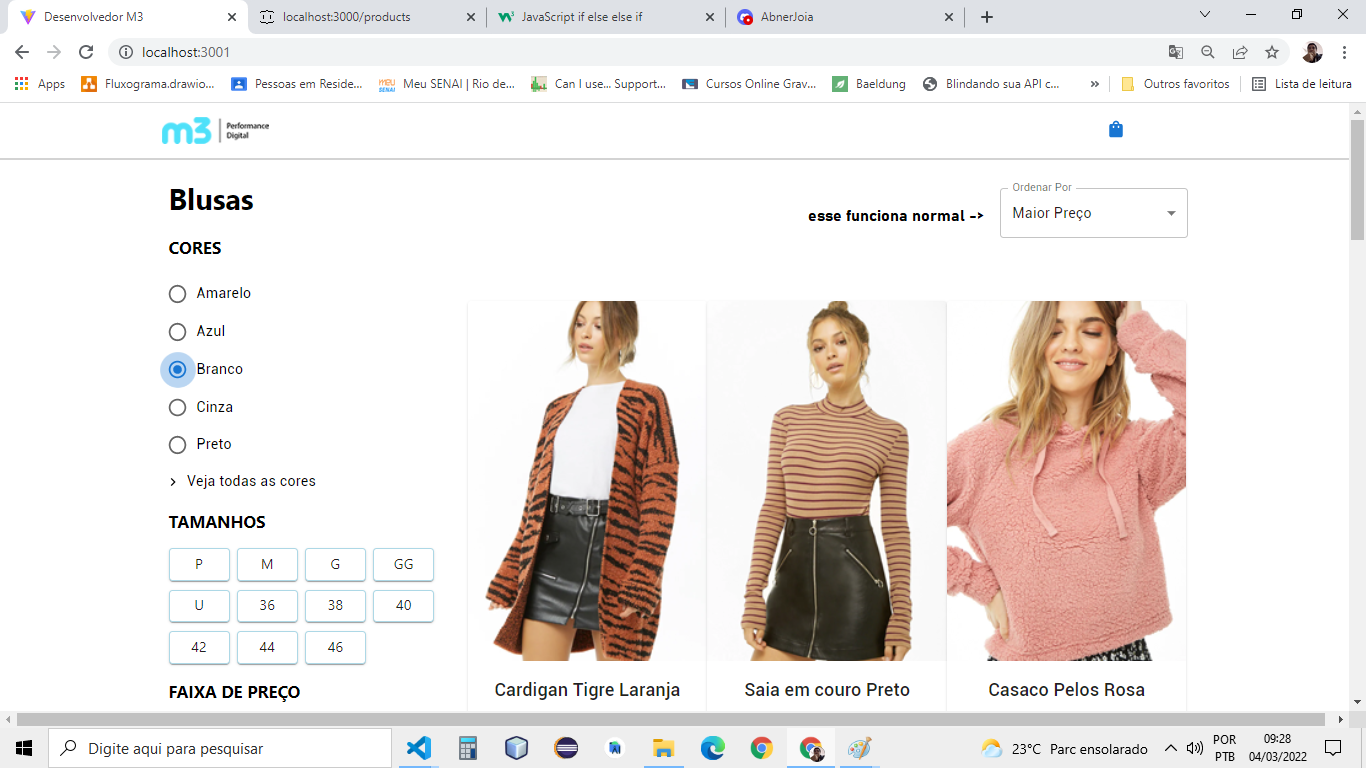 Desenvolvedor M3
localhost:3000/products
JavaScript if else else if
AbnerJoia
localhost:3001
Apps
Fluxograma.drawio...
Pessoas em Reside...
MEU SENAI
Meu SENAI | Rio de...
Can I use... Support...
Cursos Online Grav...
Baeldung
Blindando sua API c...
»
Outros favoritos
Lista de leitura
m3 | Performance
Digital
Blusas
esse funciona normal ->
Ordenar Por
Maior Preço
CORES
Amarelo
Azul
Branco
Cinza
Preto
Veja todas as cores
TAMANHOS
P M G GG
U 36 38 40
42 44 46
FAIXA DE PREÇO
Cardigan Tigre Laranja
Saia em couro Preto
Casaco Pelos Rosa
Digite aqui para pesquisar
23°C Parc ensolarado
POR
PTB
09:28
04/03/2022